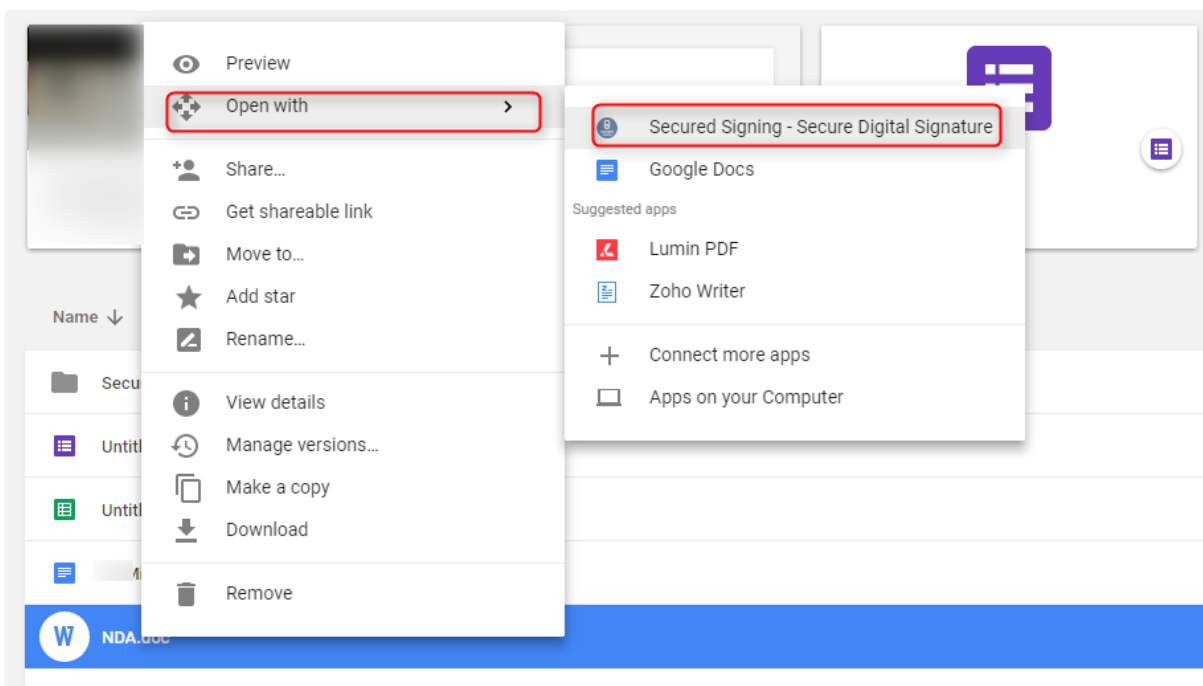 Preview
Open with
Share...
Get shareable link
Move to...
Add star
Rename...
View details
Manage versions...
Make a copy
Download
Remove
Secured Signing - Secure Digital Signature
Google Docs
Suggested apps
Lumin PDF
Zoho Writer
Connect more apps
Apps on your Computer
Name
W NDA.doc